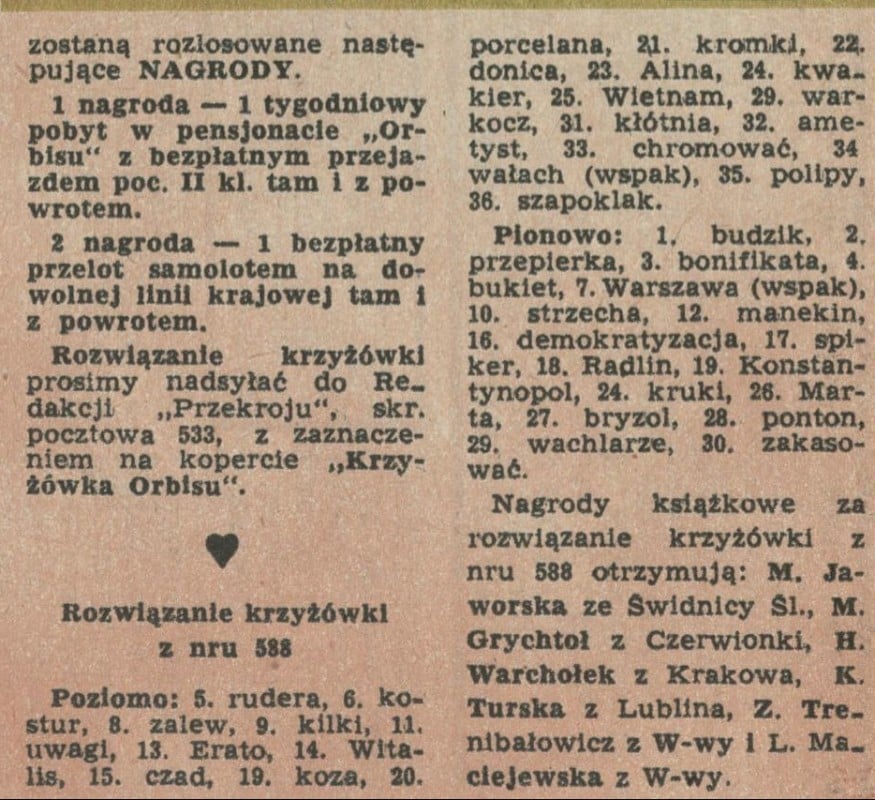 zostaną rozlosowane nastę-
pujące NAGRODY.
1 nagroda — 1 tygodniowy
pobyt w pensjonacie „Or-
bisu“ z bezpłatnym przeja-
zdem poc. II kl. tam i z po-
wrotem.
2 nagroda — 1 bezpłatny
przelot samolotem na do-
wolnej linii krajowej tam i
z powrotem.
Rozwiązanie krzyżówki
prosimy nadsyłać do Re-
dakcji „Przekroju“, skr.
pocztowa 533, z zaznacze-
niem na kopercie „Krzy-
żówka Orbisu“.
Rozwiązanie krzyżówki
z nru 588
Poziomo: 5. rudera, 6. ko-
stur, 8. zalew, 9. kilki, 11.
uwagi, 13. Erato, 14. Wita-
lis, 15. czad, 19. koza, 20.
porcelana, 21. kromki, 22.
donica, 23. Alina, 24. kwa-
kier, 25. Wietnam, 29. war-
kocz, 31. kłótnia, 32. ame-
tyst, 33. chromować, 34
wałach (wspak), 35. polipy,
36. szapoklak.
Pionowo: 1. budzik, 2.
przepierka, 3. bonifikata, 4.
bukiet, 7. Warszawa (wspak),
10. strzecha, 12. manekin,
16. demokratyzacja, 17. spi-
ker, 18. Radlin, 19. Konstan-
tynopol, 24. kruki, 26. Mar-
ta, 27. bryzol, 28. ponton,
29. wachlarze, 30. zakaso-
wać.
Nagrody książkowe za
rozwiązanie krzyżówki z
nru 588 otrzymują: M. Ja-
worska ze Świdnicy Śl., M.
Grychtoł z Czerwionki, H.
Warchołek z Krakowa, K.
Turska z Lublina, Z. Tre-
nibałowicz z W-wy i L. Ma-
ciejewska z W-wy.